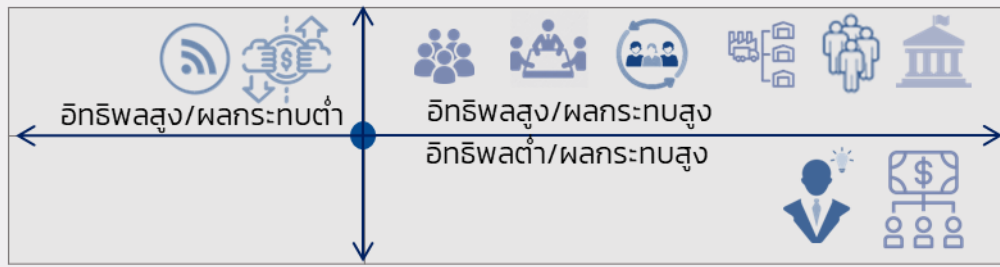 อิทธิพลสูง/ผลกระทบต่ำ
อิทธิพลสูง/ผลกระทบสูง
อิทธิพลต่ำ/ผลกระทบสูง
$
$